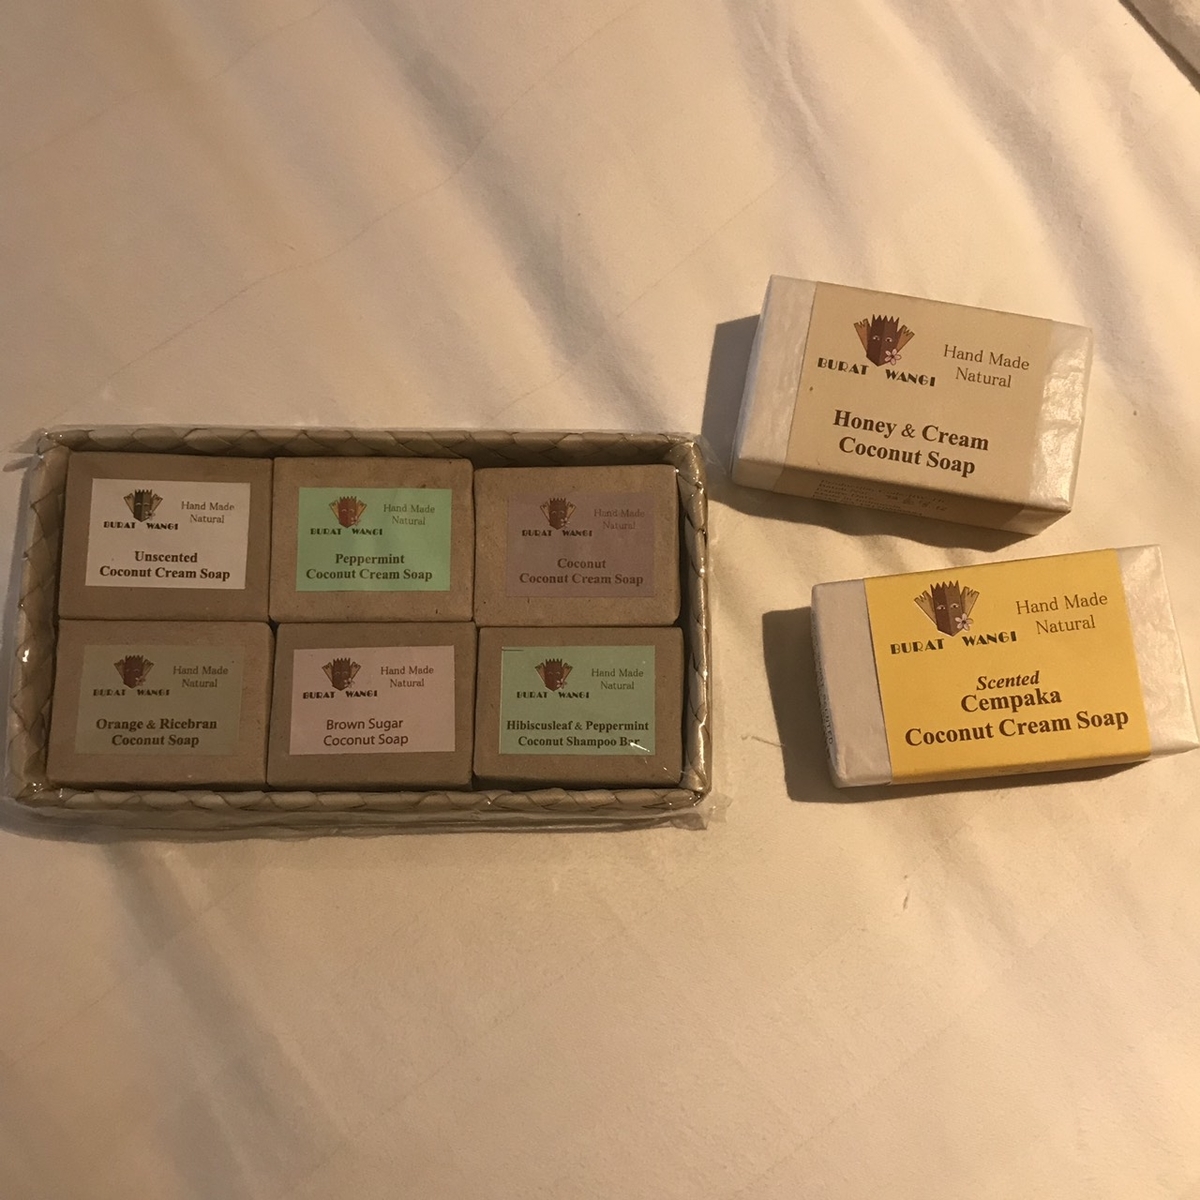 BURAT WANGI
Hand Made
Natural
Unscented
Coconut Cream Soap
BURAT WANGI
Hand Made
Natural
Peppermint
Coconut Cream Soap
BURAT WANGI
Hand Made
Natural
Coconut
Coconut Cream Soap
BURAT WANGI
Hand Made
Natural
Orange & Ricebran
Coconut Soap
BURAT WANGI
Hand Made
Natural
Brown Sugar
Coconut Soap
BURAT WANGI
Hand Made
Natural
Hibiscusleaf & Peppermint
Coconut Shampoo Bar
BURAT WANGI
Hand Made
Natural
Honey & Cream
Coconut Soap
BURAT WANGI
Hand Made
Natural
Scented
Cempaka
Coconut Cream Soap